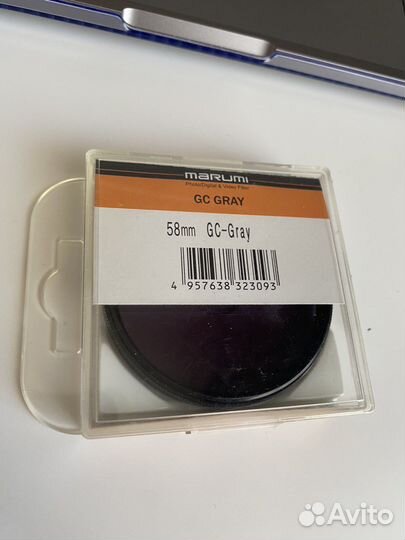 marumi
Photo/Digital & Video Filter
GC GRAY
58mm GC-Gray
4 957638 323093
Avito